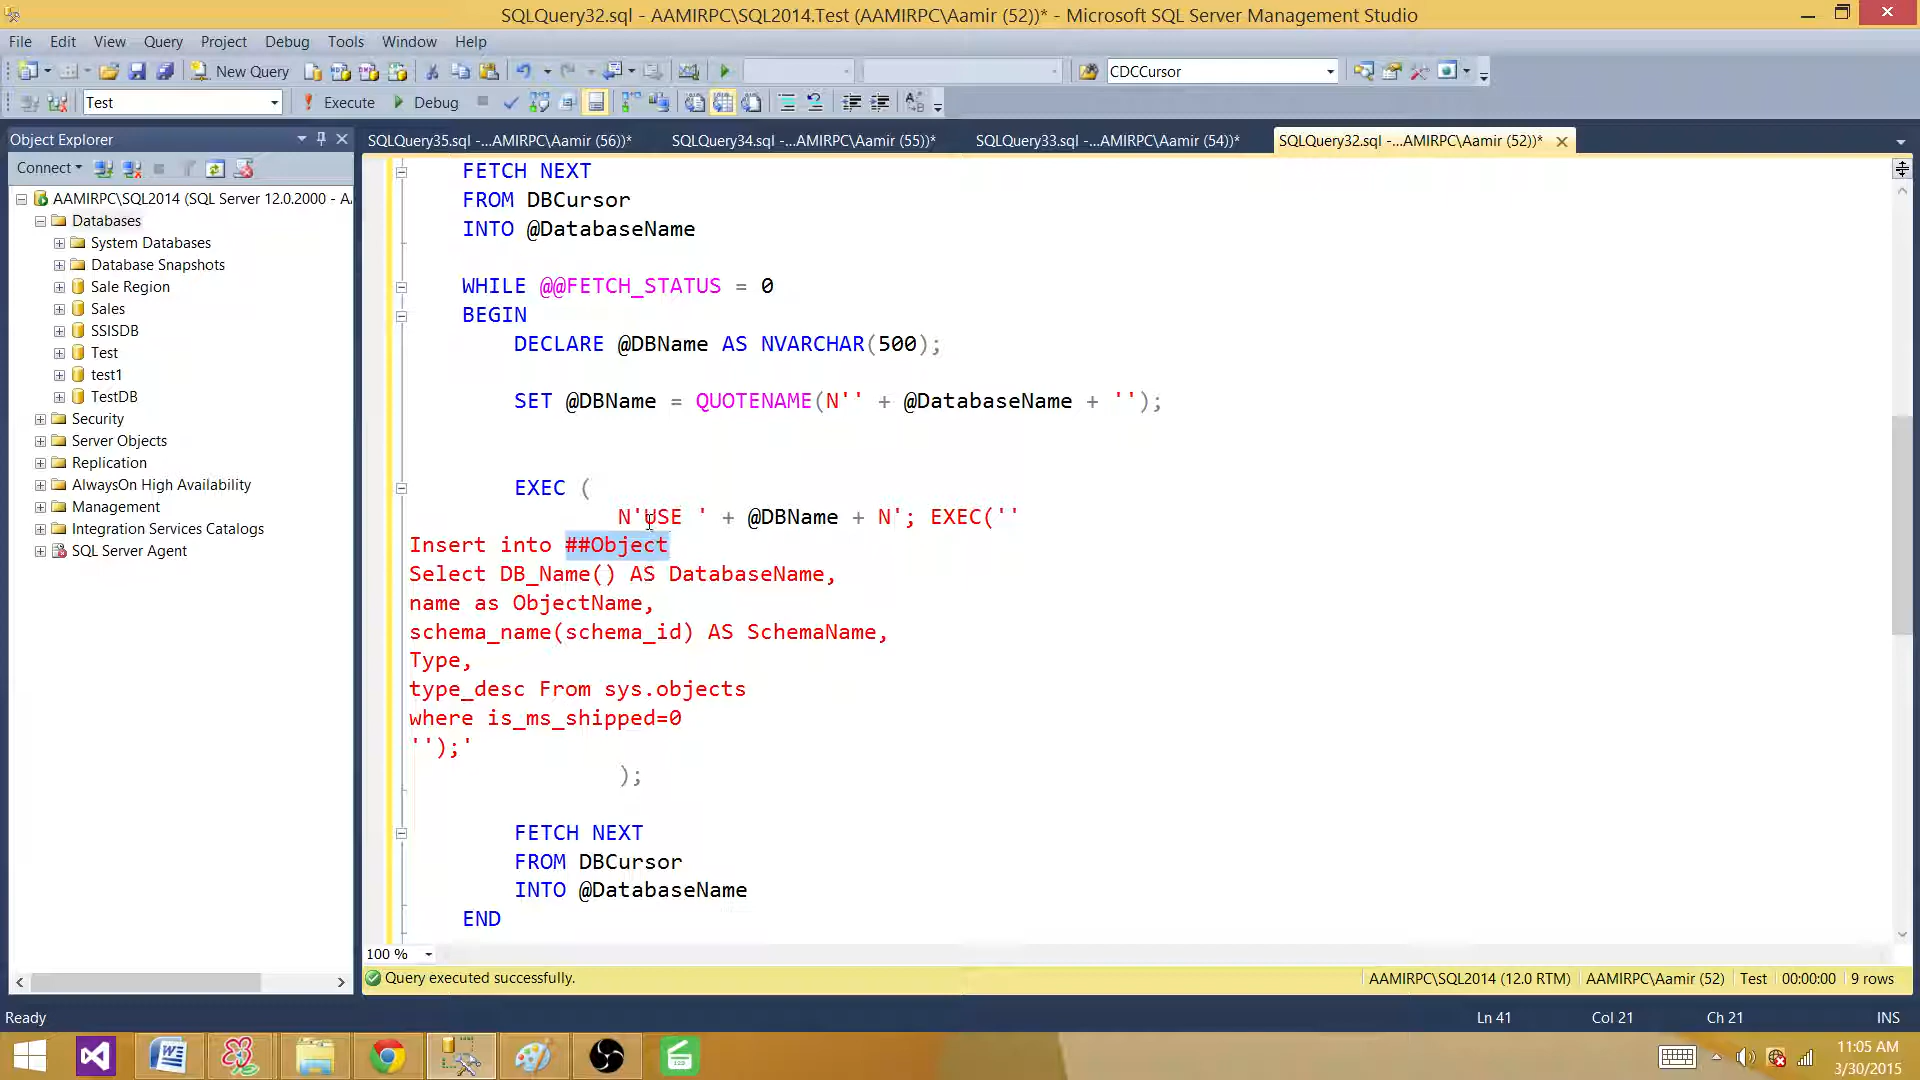 SQLQuery32.sql - AAMIRPC\SQL2014.Test (AAMIRPC\Aamir (52))* - Microsoft SQL Server Management Studio
File Edit View Query Project Debug Tools Window Help
New Query CDCCursor
Test Execute Debug
Object Explorer
SQLQuery35.sql -...AMIRPC\Aamir (56))* SQLQuery34.sql -...AMIRPC\Aamir (55))* SQLQuery33.sql -...AMIRPC\Aamir (54))* SQLQuery32.sql -...AMIRPC\Aamir (52))*
Connect
AAMIRPC\SQL2014 (SQL Server 12.0.2000 - A
Databases
System Databases
Database Snapshots
Sale Region
Sales
SSISDB
Test
test1
TestDB
Security
Server Objects
Replication
AlwaysOn High Availability
Management
Integration Services Catalogs
SQL Server Agent
FETCH NEXT
FROM DBCursor
INTO @DatabaseName
WHILE @@FETCH_STATUS = 0
BEGIN
DECLARE @DBName AS NVARCHAR(500);
SET @DBName = QUOTENAME(N'' + @DatabaseName + '');
EXEC (
N'USE ' + @DBName + N'; EXEC(''
Insert into ##Object
Select DB_Name() AS DatabaseName,
name as ObjectName,
schema_name(schema_id) AS SchemaName,
Type,
type_desc From sys.objects
where is_ms_shipped=0
'');'
);
FETCH NEXT
FROM DBCursor
INTO @DatabaseName
END
100 %
Query executed successfully. AAMIRPC\SQL2014 (12.0 RTM) AAMIRPC\Aamir (52) Test 00:00:00 9 rows
Ready Ln 41 Col 21 Ch 21 INS
11:05 AM
3/30/2015